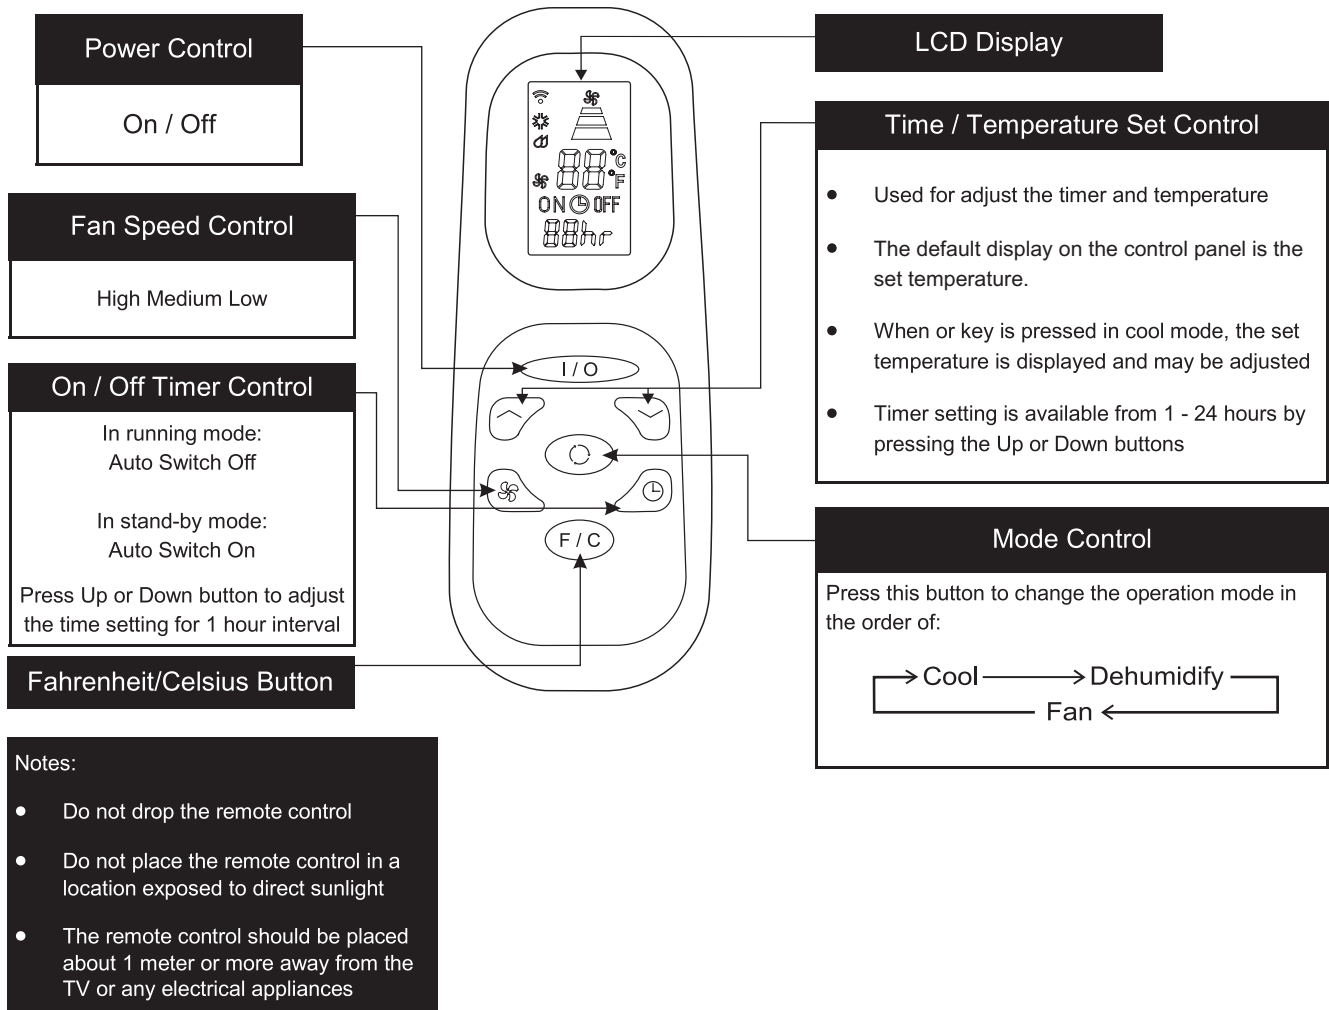 Power Control
On / Off
Fan Speed Control
High Medium Low
On / Off Timer Control
In running mode:
Auto Switch Off
In stand-by mode:
Auto Switch On
Press Up or Down button to adjust
the time setting for 1 hour interval
Fahrenheit/Celsius Button
Notes:
● Do not drop the remote control
● Do not place the remote control in a
location exposed to direct sunlight
● The remote control should be placed
about 1 meter or more away from the
TV or any electrical appliances
88°C
°F
ON OFF
88hr
I / O
F / C
LCD Display
Time / Temperature Set Control
● Used for adjust the timer and temperature
● The default display on the control panel is the
set temperature.
● When or key is pressed in cool mode, the set
temperature is displayed and may be adjusted
● Timer setting is available from 1 - 24 hours by
pressing the Up or Down buttons
Mode Control
Press this button to change the operation mode in
the order of:
Cool Dehumidify
Fan